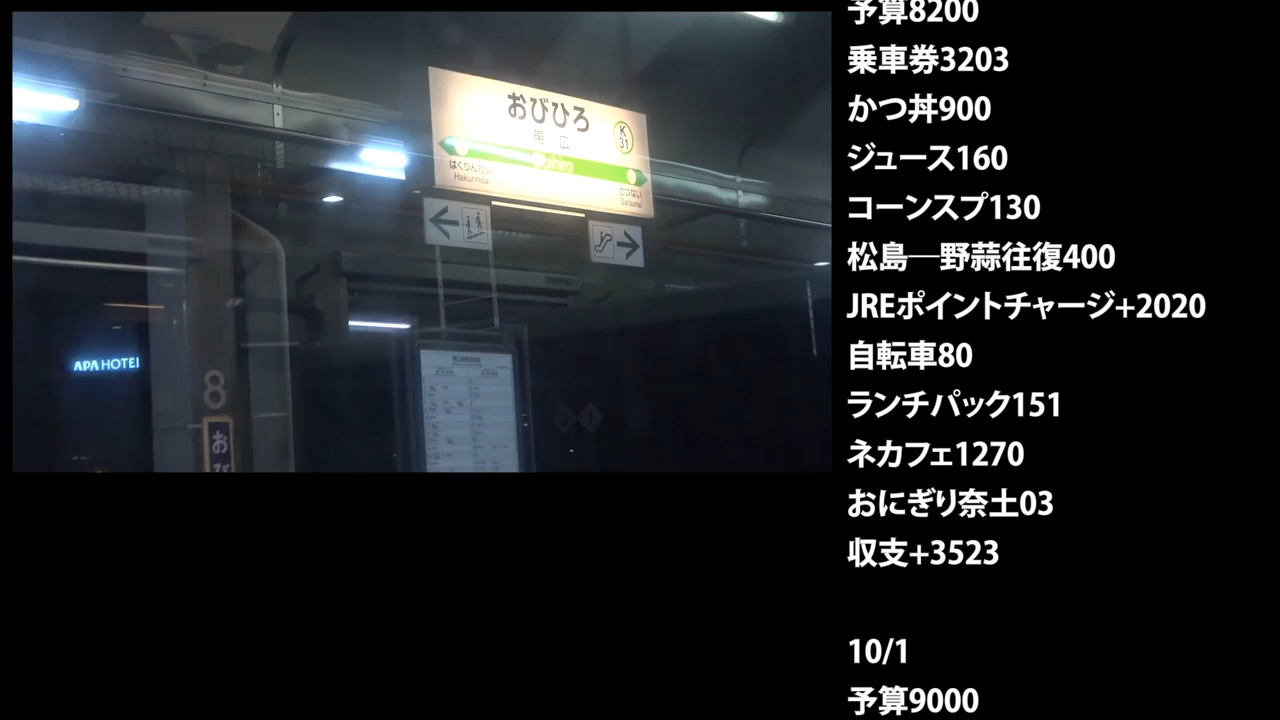 おびひろ
帯広
K
31
Obihiro
はくりんだい
Hakurindai
さつない
Satsunai
APA HOTEL
8
おび
予算8200
乗車券3203
かつ丼900
ジュース160
コーンスプ130
松島―野蒜往復400
JREポイントチャージ+2020
自転車80
ランチパック151
ネカフェ1270
おにぎり奈土03
収支+3523
10/1
予算9000